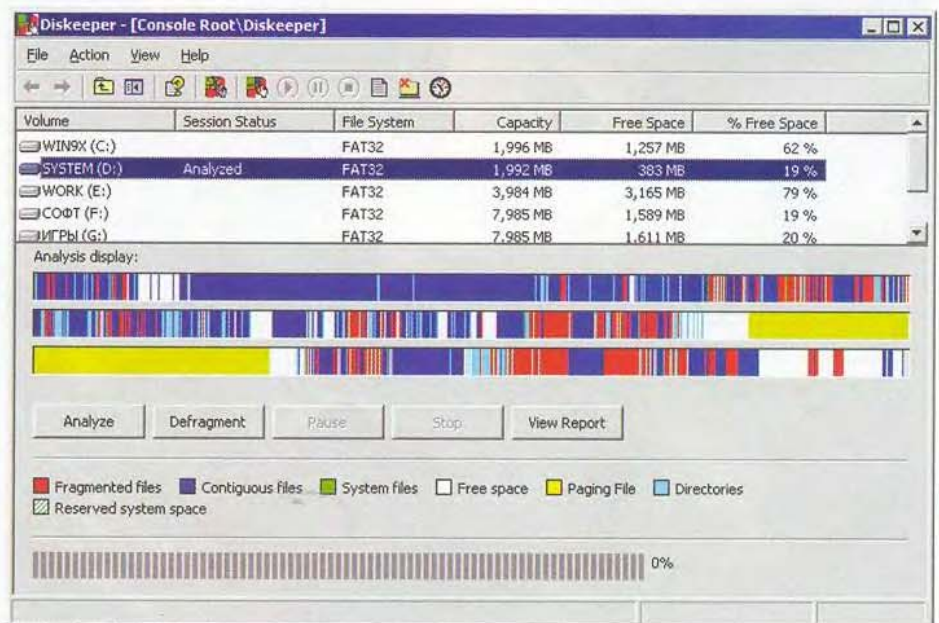 Diskeeper - [Console Root\Diskeeper]
File Action View Help
Volume Session Status File System Capacity Free Space % Free Space
WIN9X (C:) FAT32 1,996 MB 1,257 MB 62 %
SYSTEM (D:) Analyzed FAT32 1,992 MB 383 MB 19 %
WORK (E:) FAT32 3,984 MB 3,165 MB 79 %
СОФТ (F:) FAT32 7,985 MB 1,589 MB 19 %
ИГРЫ (G:) FAT32 7,985 MB 1,611 MB 20 %
Analysis display:
Analyze Defragment Pause Stop View Report
Fragmented files Contiguous files System files Free space Paging File Directories
Reserved system space
0%